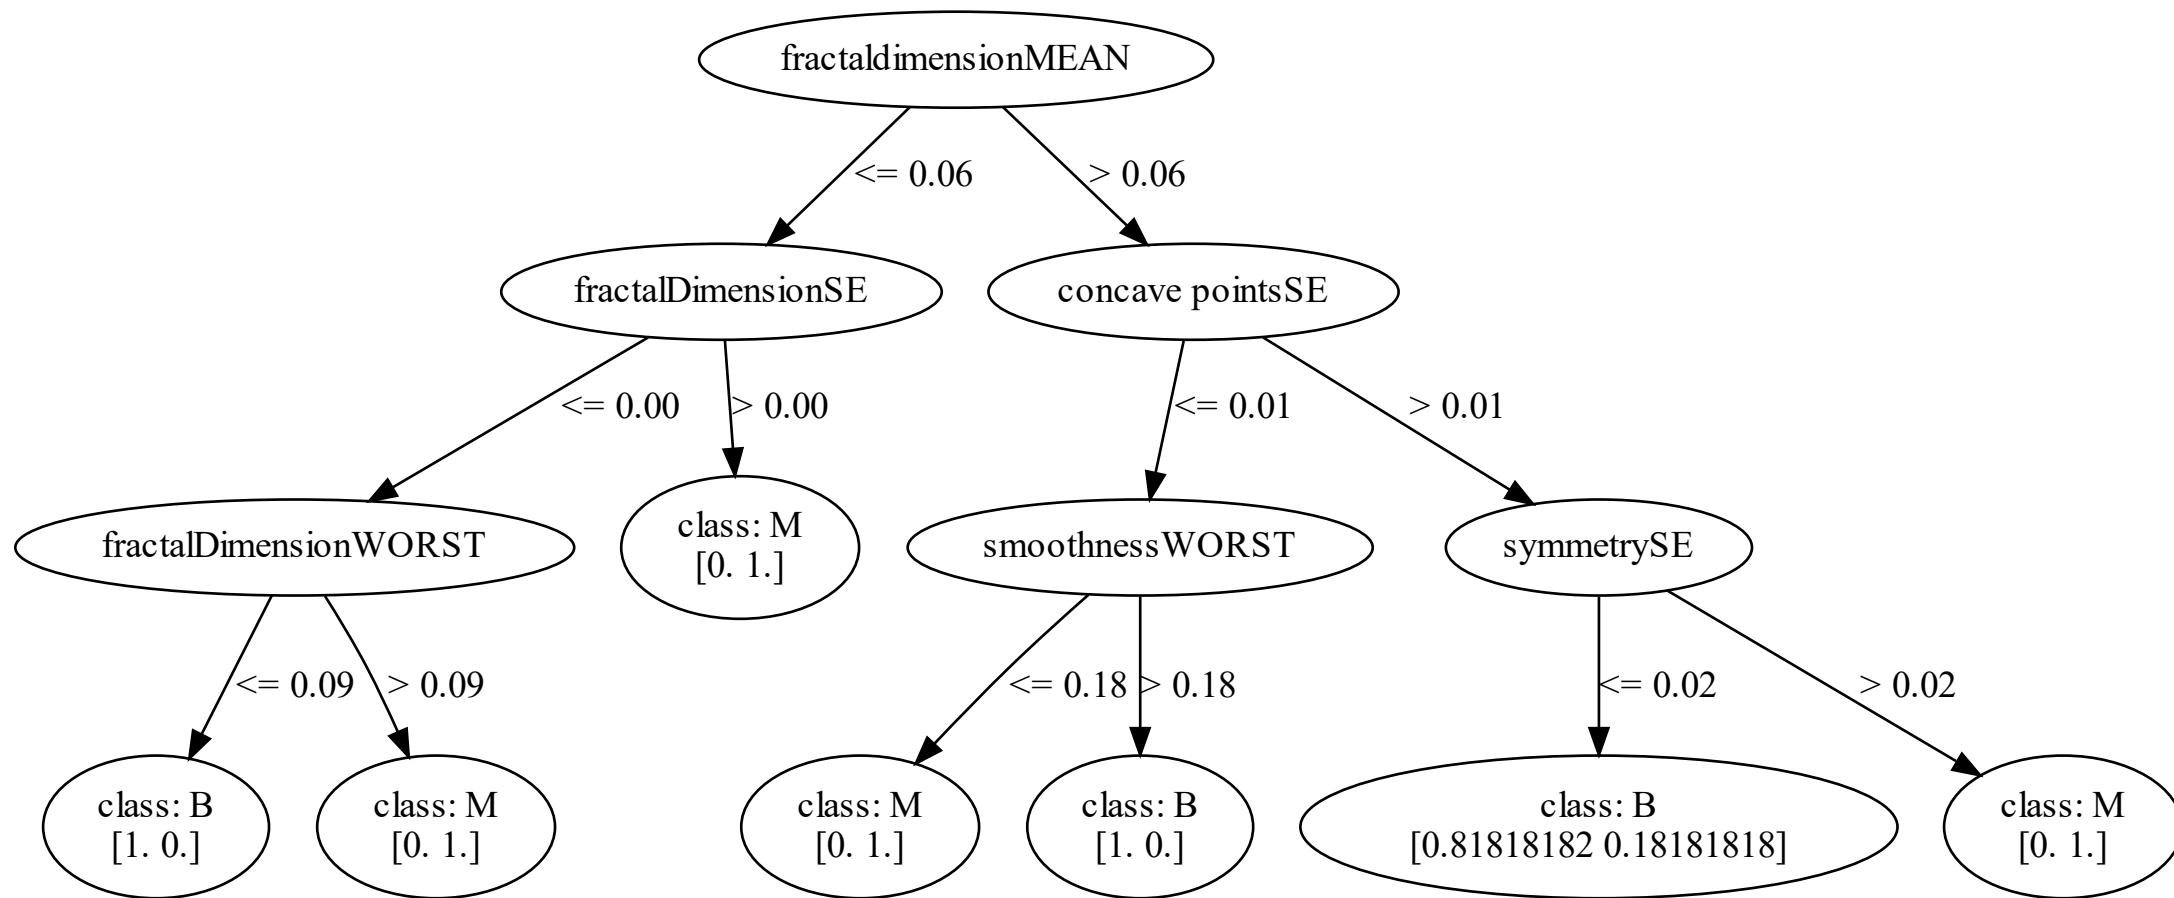 fractaldimensionMEAN
<= 0.06
> 0.06
fractalDimensionSE
concave pointsSE
<= 0.00
> 0.00
<= 0.01
> 0.01
fractalDimensionWORST
class: M
[0. 1.]
smoothnessWORST
symmetrySE
<= 0.09
> 0.09
<= 0.18
> 0.18
<= 0.02
> 0.02
class: B
[1. 0.]
class: M
[0. 1.]
class: M
[0. 1.]
class: B
[1. 0.]
class: B
[0.81818182 0.18181818]
class: M
[0. 1.]